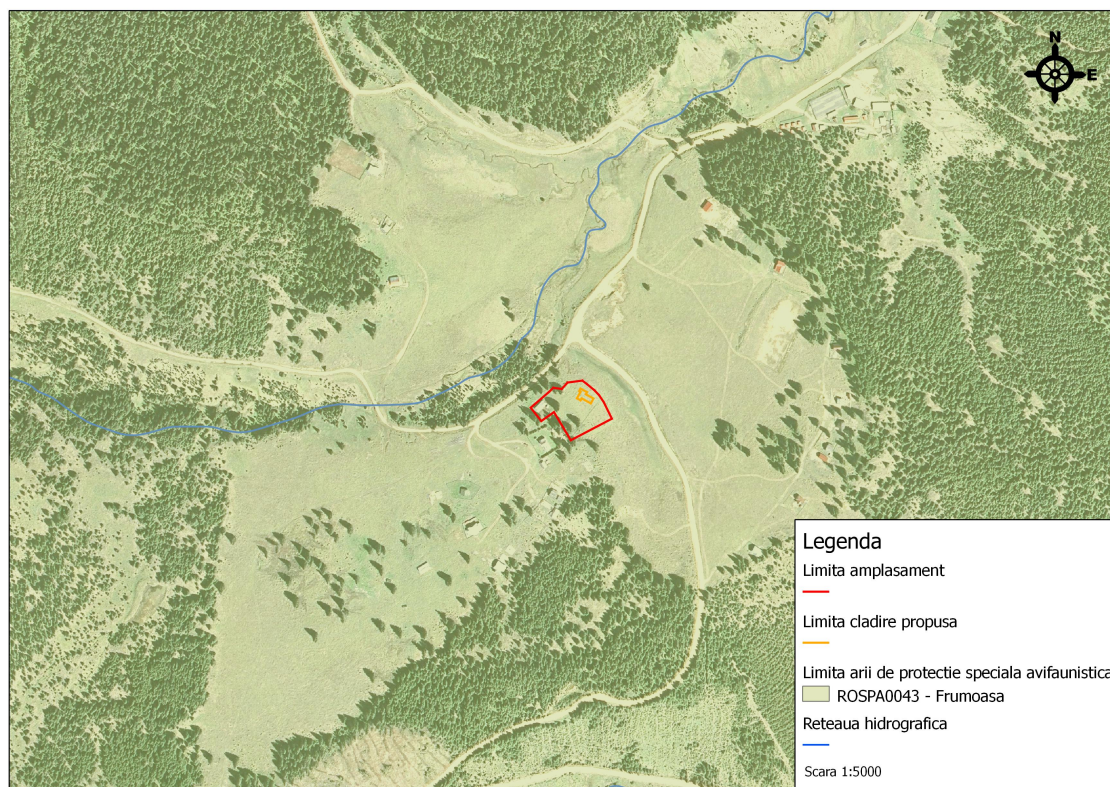 N
E
Legenda
Limita amplasament
Limita cladire propusa
Limita arii de protectie speciala avifaunistica
ROSPA0043 - Frumoasa
Reteaua hidrografica
Scara 1:5000